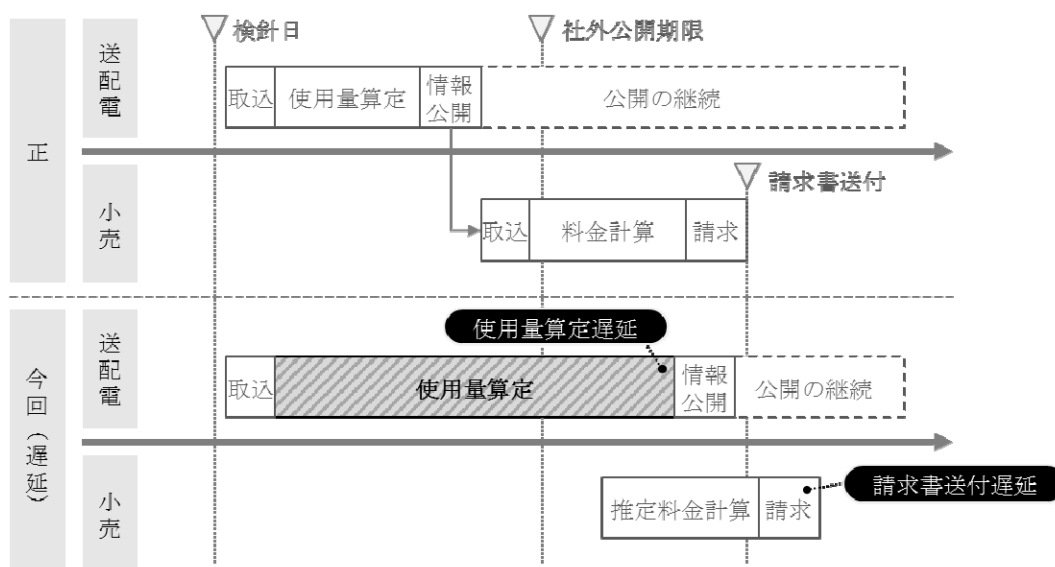 検針日
社外公開期限
正
送配電
取込
使用量算定
情報
公開
公開の継続
小売
請求書送付
取込
料金計算
請求
今回(遅延)
送配電
使用量算定遅延
取込
使用量算定
情報
公開
公開の継続
小売
推定料金計算
請求
請求書送付遅延